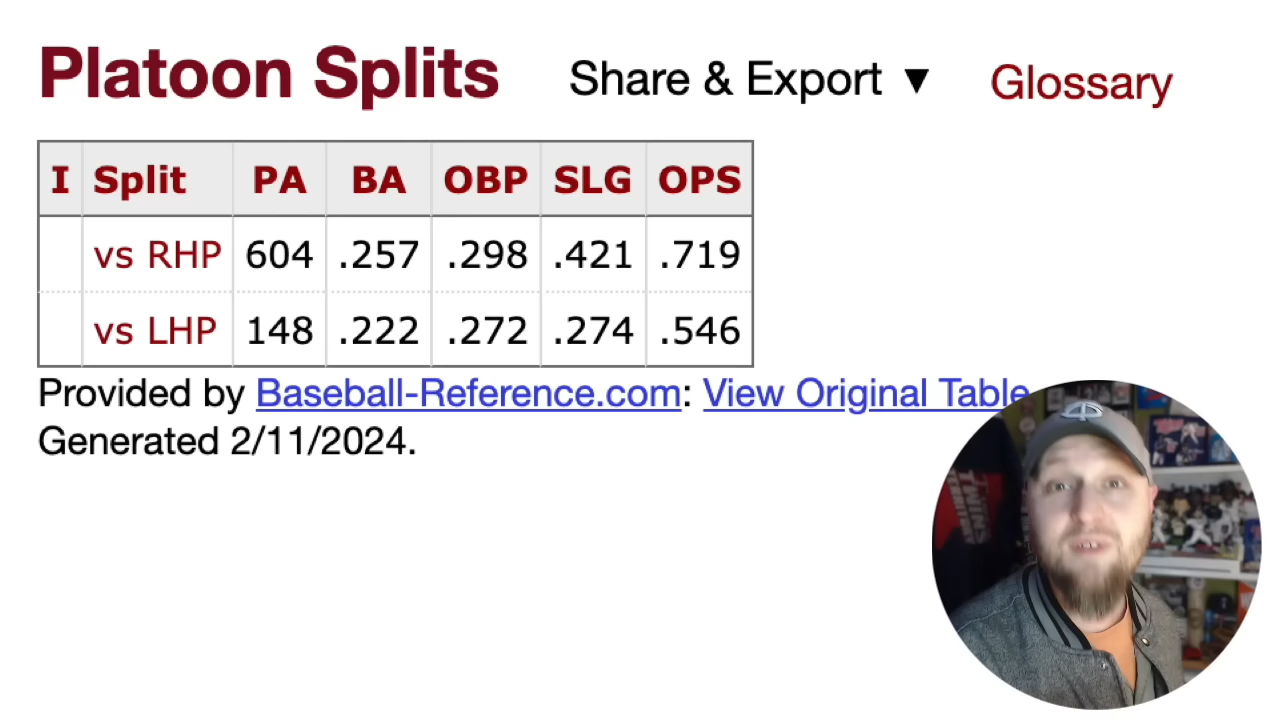 Platoon Splits Share & Export ▼ Glossary
I Split PA BA OBP SLG OPS
vs RHP 604 .257 .298 .421 .719
vs LHP 148 .222 .272 .274 .546
Provided by Baseball-Reference.com: View Original Table
Generated 2/11/2024.
TWINS